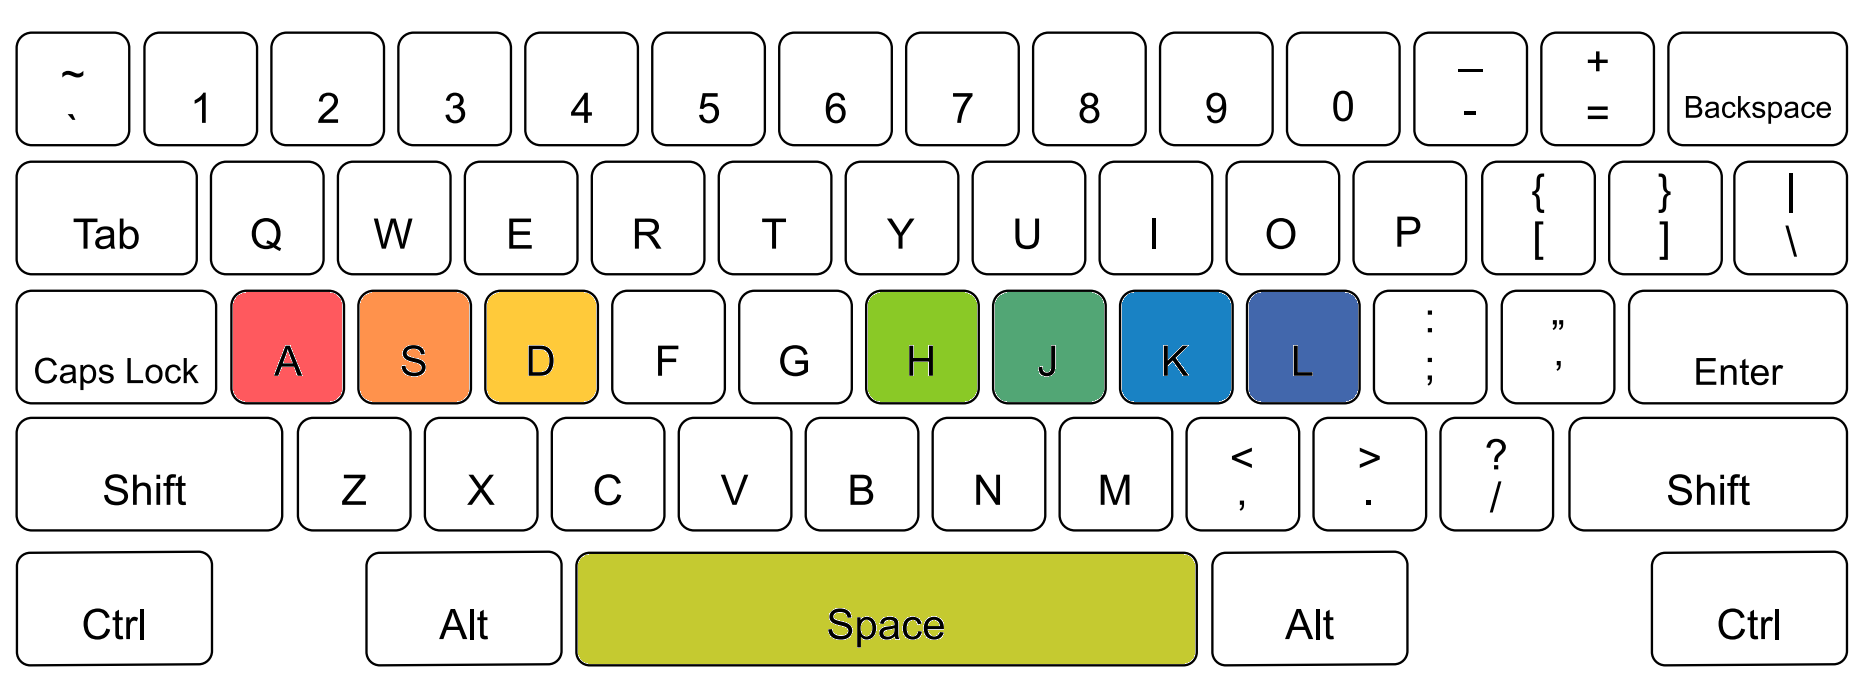 ~ 1 2 3 4 5 6 7 8 9 0 _ + Backspace
` - =
Tab Q W E R T Y U I O P { } |
[ ] \
Caps Lock A S D F G H J K L : ” Enter
; ’
Shift Z X C V B N M < > ? Shift
, . /
Ctrl Alt Space Alt Ctrl